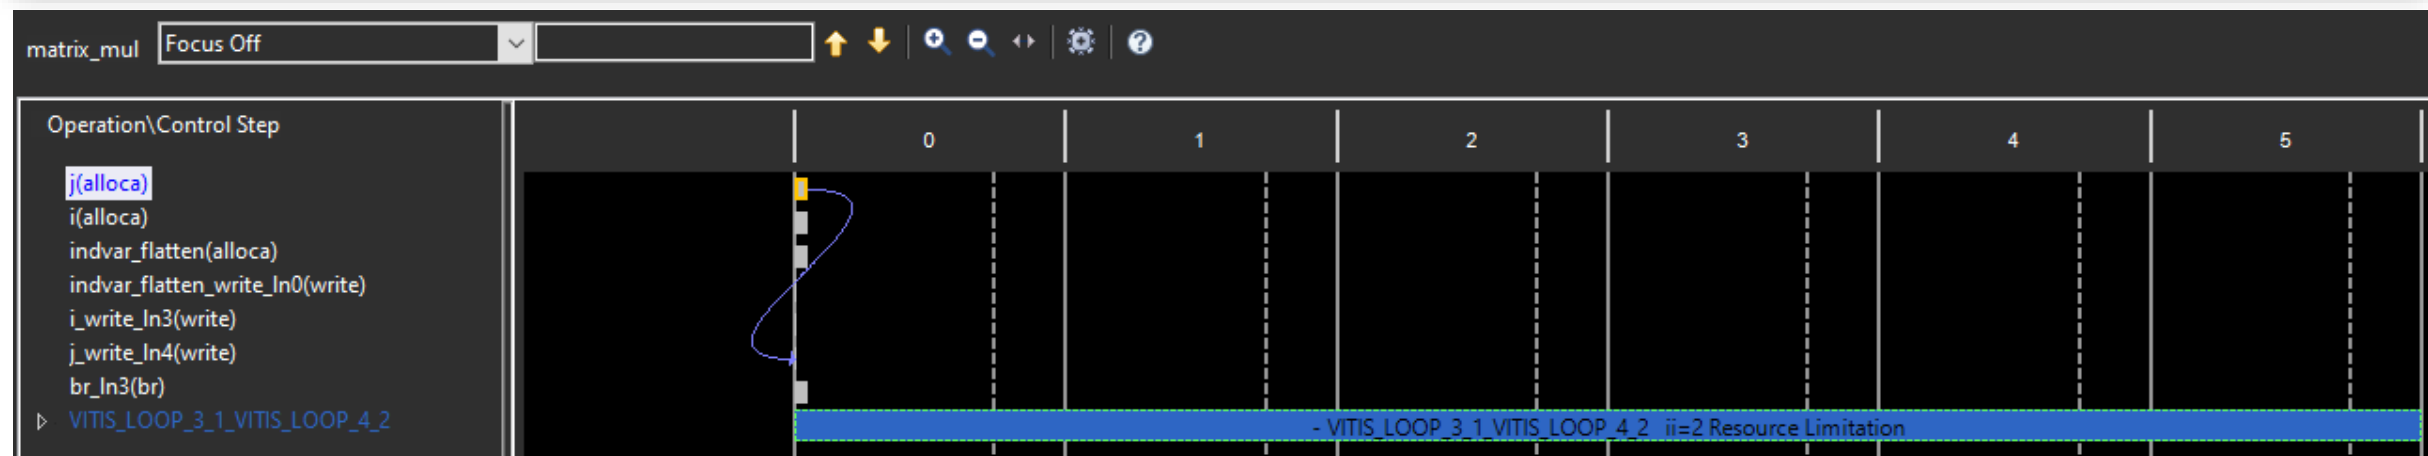 matrix_mul Focus Off
Operation\Control Step 0 1 2 3 4 5
j(alloca)
i(alloca)
indvar_flatten(alloca)
indvar_flatten_write_ln0(write)
i_write_ln3(write)
j_write_ln4(write)
br_ln3(br)
VITIS_LOOP_3_1_VITIS_LOOP_4_2 - VITIS_LOOP_3_1_VITIS_LOOP_4_2 ii=2 Resource Limitation